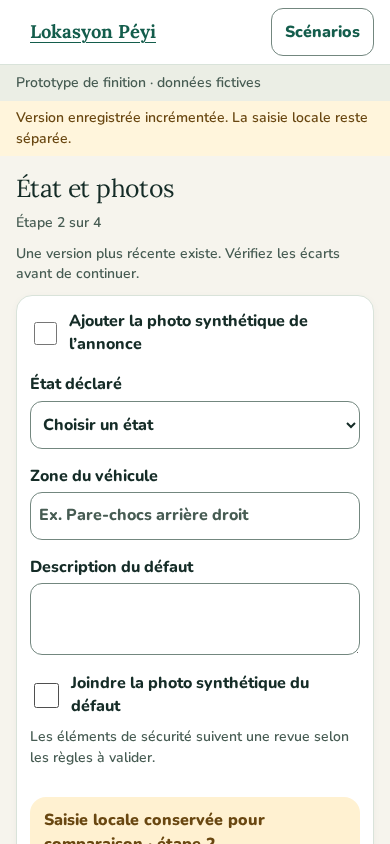 Lokasyon Péyi
Scénarios
Prototype de finition · données fictives
Version enregistrée incrémentée. La saisie locale reste
séparée.
État et photos
Étape 2 sur 4
Une version plus récente existe. Vérifiez les écarts
avant de continuer.
Ajouter la photo synthétique de
l’annonce
État déclaré
Choisir un état
Zone du véhicule
Ex. Pare-chocs arrière droit
Description du défaut
Joindre la photo synthétique du
défaut
Les éléments de sécurité suivent une revue selon
les règles à valider.
Saisie locale conservée pour
comparaison · étape 2